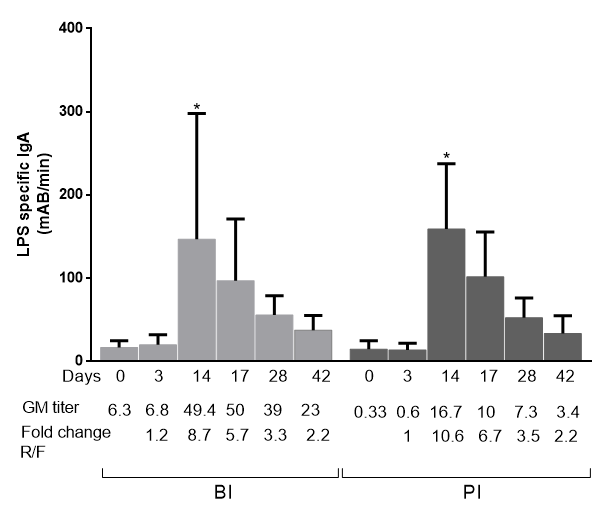 400
300
200
100
0
LPS specific IgA
(mAB/min)
* *
Days 0 3 14 17 28 42 0 3 14 17 28 42
GM titer 6.3 6.8 49.4 50 39 23 0.33 0.6 16.7 10 7.3 3.4
Fold change 1.2 8.7 5.7 3.3 2.2 1 10.6 6.7 3.5 2.2
R/F
BI PI